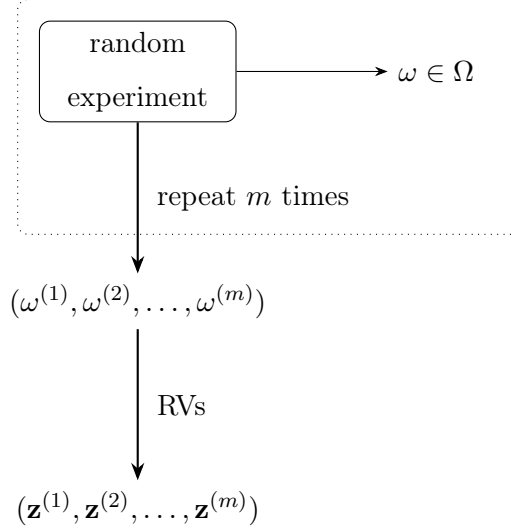 random
experiment
ω ∈ Ω
repeat m times
(ω⁽¹⁾, ω⁽²⁾, . . . , ω⁽ᵐ⁾)
RVs
(𝐳⁽¹⁾, 𝐳⁽²⁾, . . . , 𝐳⁽ᵐ⁾)